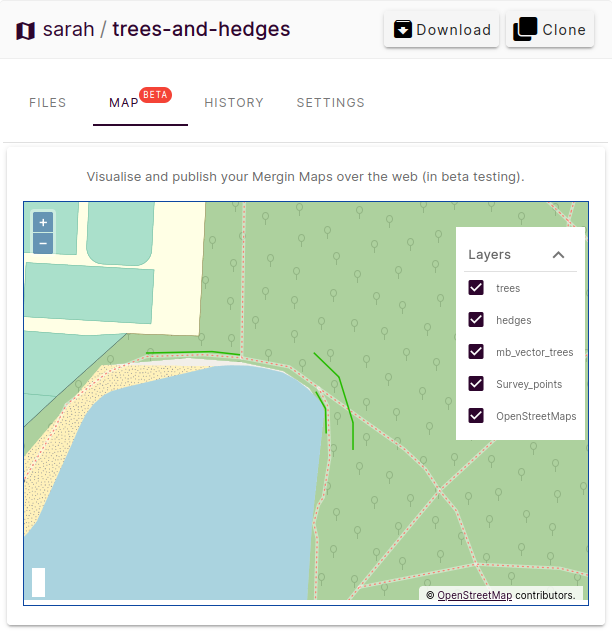 sarah / trees-and-hedges
Download
Clone
FILES
MAP BETA
HISTORY
SETTINGS
Visualise and publish your Mergin Maps over the web (in beta testing).
+
−
Layers
trees
hedges
mb_vector_trees
Survey_points
OpenStreetMaps
© OpenStreetMap contributors.